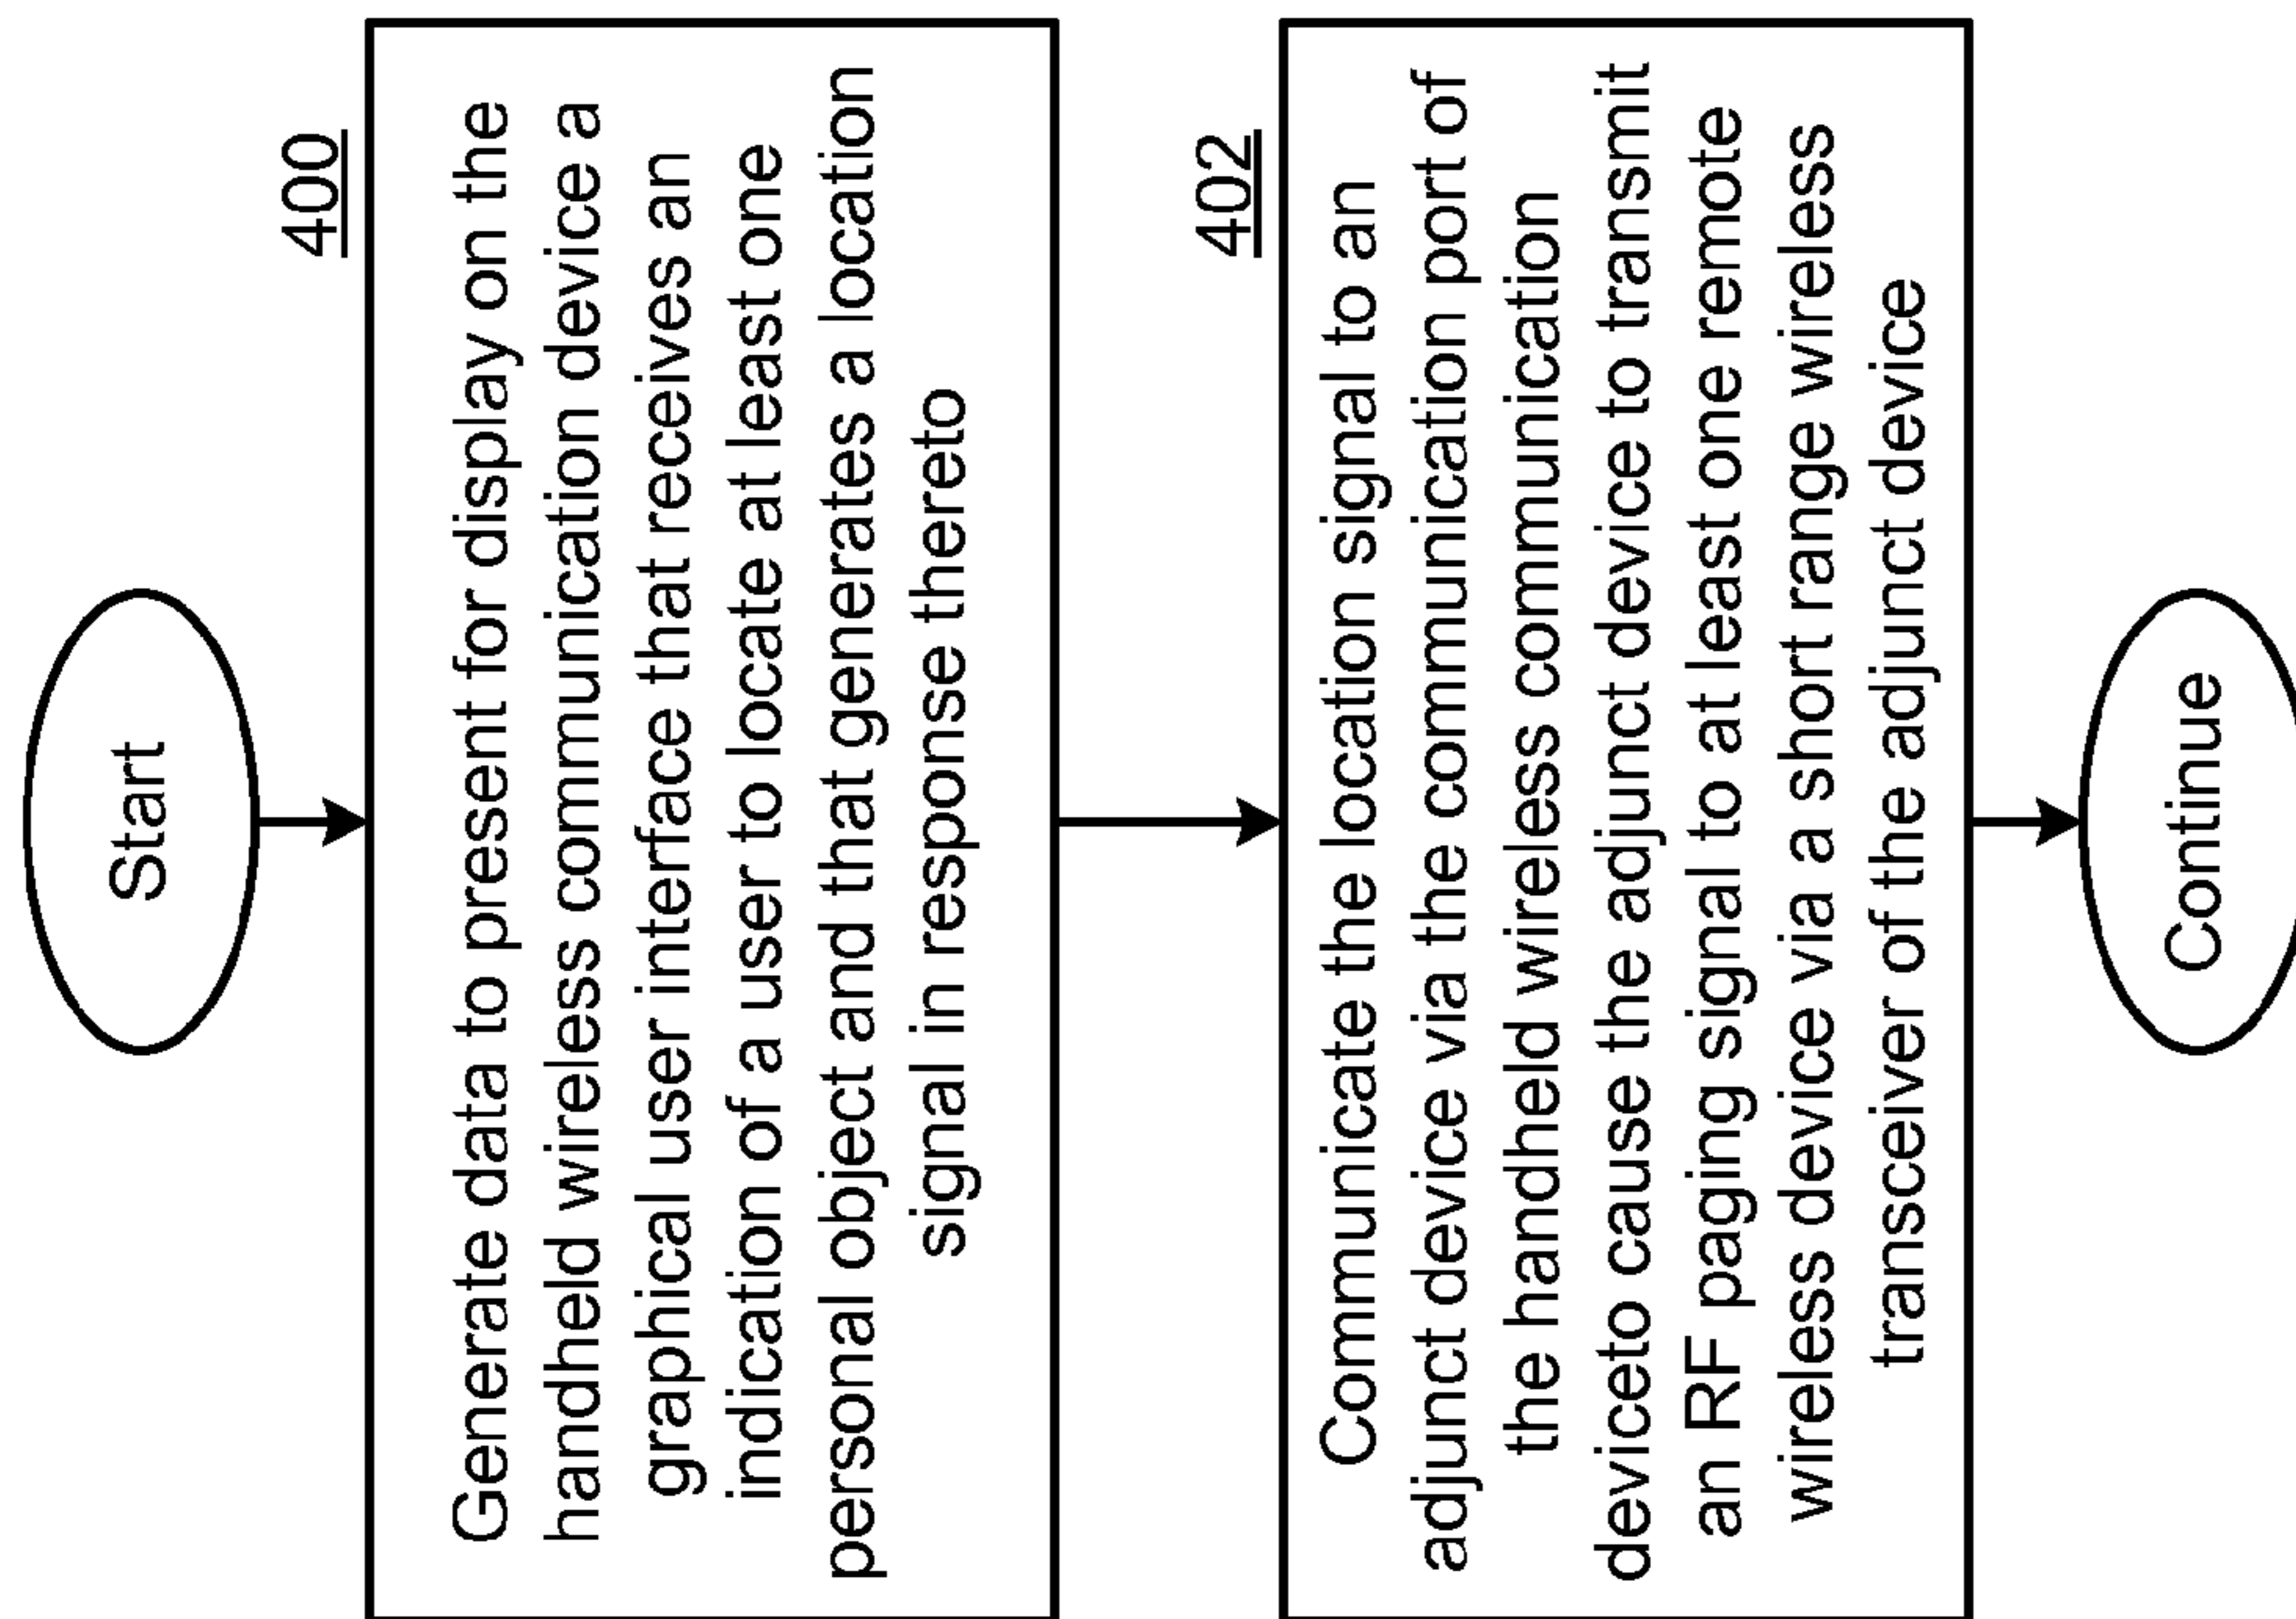 Start
400
Generate data to present for display on the
handheld wireless communication device a
graphical user interface that receives an
indication of a user to locate at least one
personal object and that generates a location
signal in response thereto
402
Communicate the location signal to an
adjunct device via the communication port of
the handheld wireless communication
deviceto cause the adjunct device to transmit
an RF paging signal to at least one remote
wireless device via a short range wireless
transceiver of the adjunct device
Continue